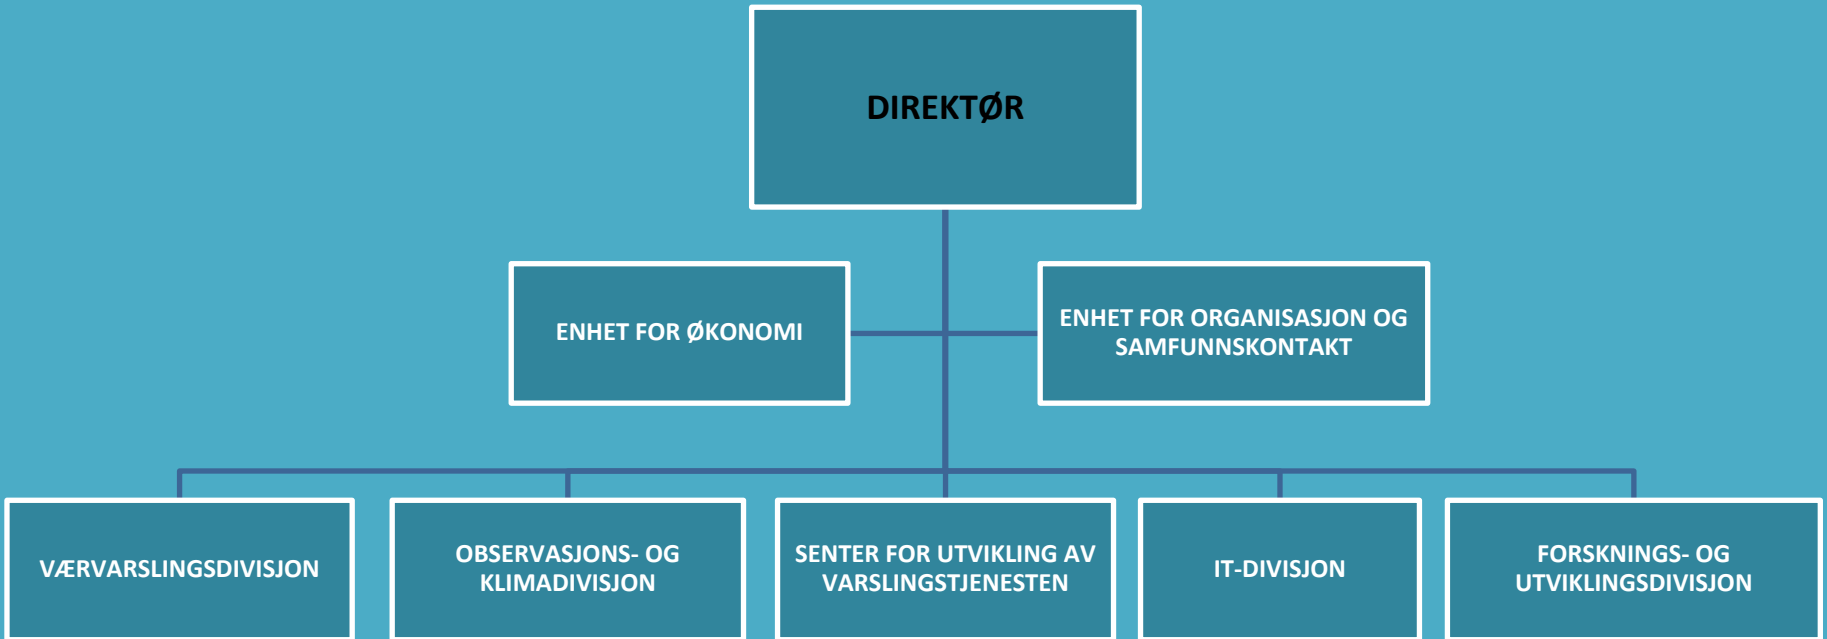 DIREKTØR
ENHET FOR ØKONOMI
ENHET FOR ORGANISASJON OG
SAMFUNNSKONTAKT
VÆRVARSLINGSDIVISJON
OBSERVASJONS- OG
KLIMADIVISJON
SENTER FOR UTVIKLING AV
VARSLINGSTJENESTEN
IT-DIVISJON
FORSKNINGS- OG
UTVIKLINGSDIVISJON